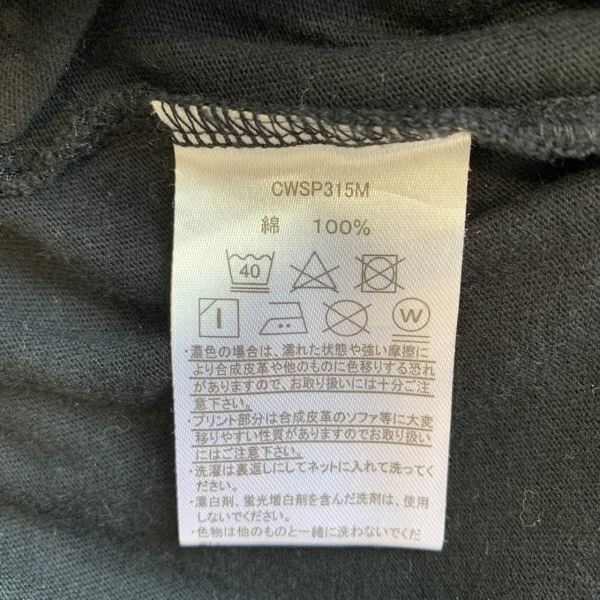 CWSP315M
綿 100%
40
W
・濃色の場合は、濡れた状態や強い摩擦に
より合成皮革や他のものに色移りする恐れ
がありますので、お取り扱いには十分ご注
意下さい。
・プリント部分は合成皮革のソファ等に大変
移りやすい性質がありますのでお取り扱い
にはご注意下さい。
・洗濯は裏返しにしてネットに入れて洗ってく
ださい。
・漂白剤、蛍光増白剤を含んだ洗剤は、使用
しないでください。
・色物は他のものと一緒に洗わないでくだ